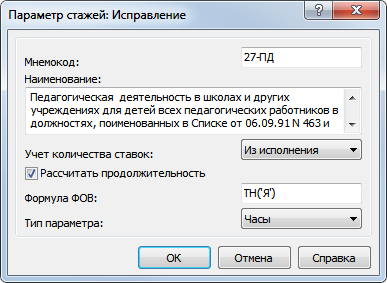 Параметр стажей: Исправление
Мнемокод: 27-ПД
Наименование:
Педагогическая деятельность в школах и других
учреждениях для детей всех педагогических работников в
должностях, поименованных в Списке от 06.09.91 N 463 и
Учет количества ставок: Из исполнения
Рассчитать продолжительность
Формула ФОВ: ТН('Я')
Тип параметра: Часы
ОК Отмена Справка